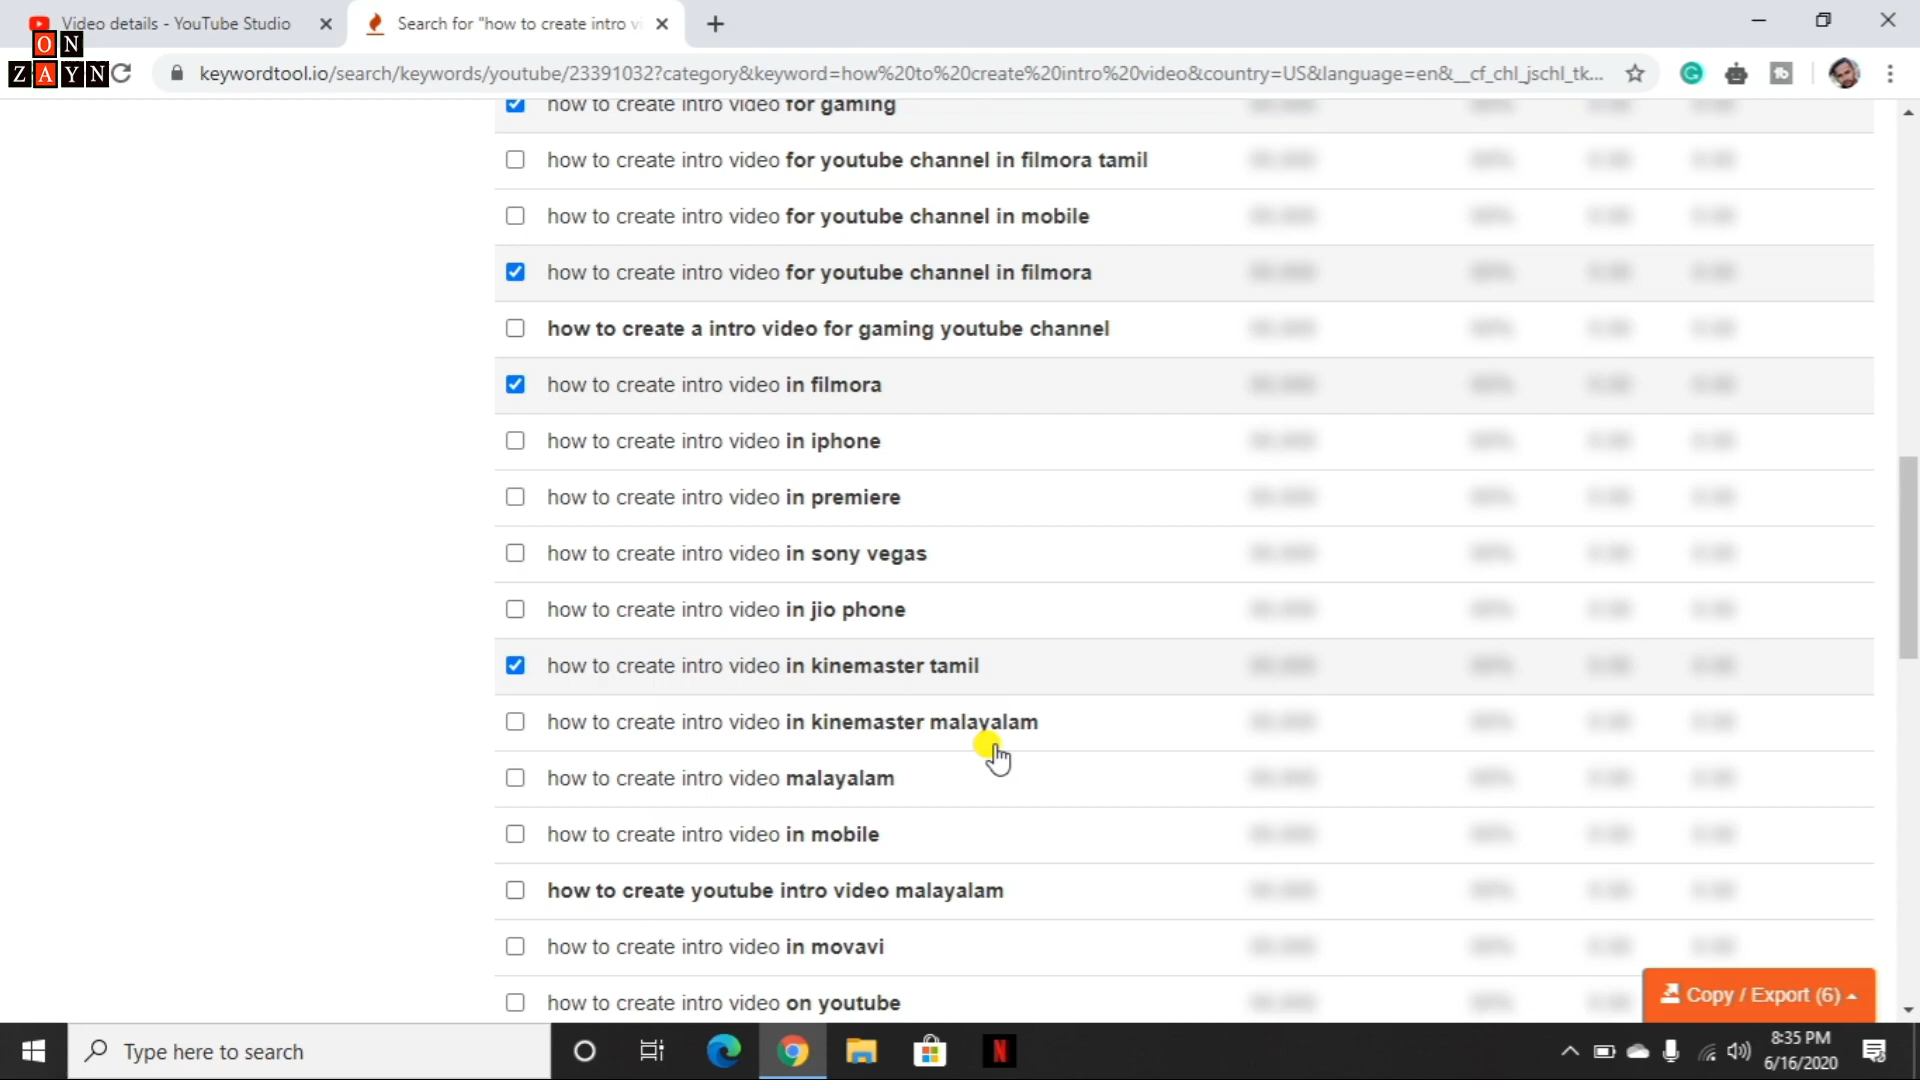 Video details - YouTube Studio
Search for "how to create intro vi
ON
ZAYN
keywordtool.io/search/keywords/youtube/23391032?category&keyword=how%20to%20create%20intro%20video&country=US&language=en&__cf_chl_jschl_tk...
how to create intro video for gaming
how to create intro video for youtube channel in filmora tamil
how to create intro video for youtube channel in mobile
how to create intro video for youtube channel in filmora
how to create a intro video for gaming youtube channel
how to create intro video in filmora
how to create intro video in iphone
how to create intro video in premiere
how to create intro video in sony vegas
how to create intro video in jio phone
how to create intro video in kinemaster tamil
how to create intro video in kinemaster malayalam
how to create intro video malayalam
how to create intro video in mobile
how to create youtube intro video malayalam
how to create intro video in movavi
how to create intro video on youtube
Copy / Export (6)
Type here to search
8:35 PM
6/16/2020